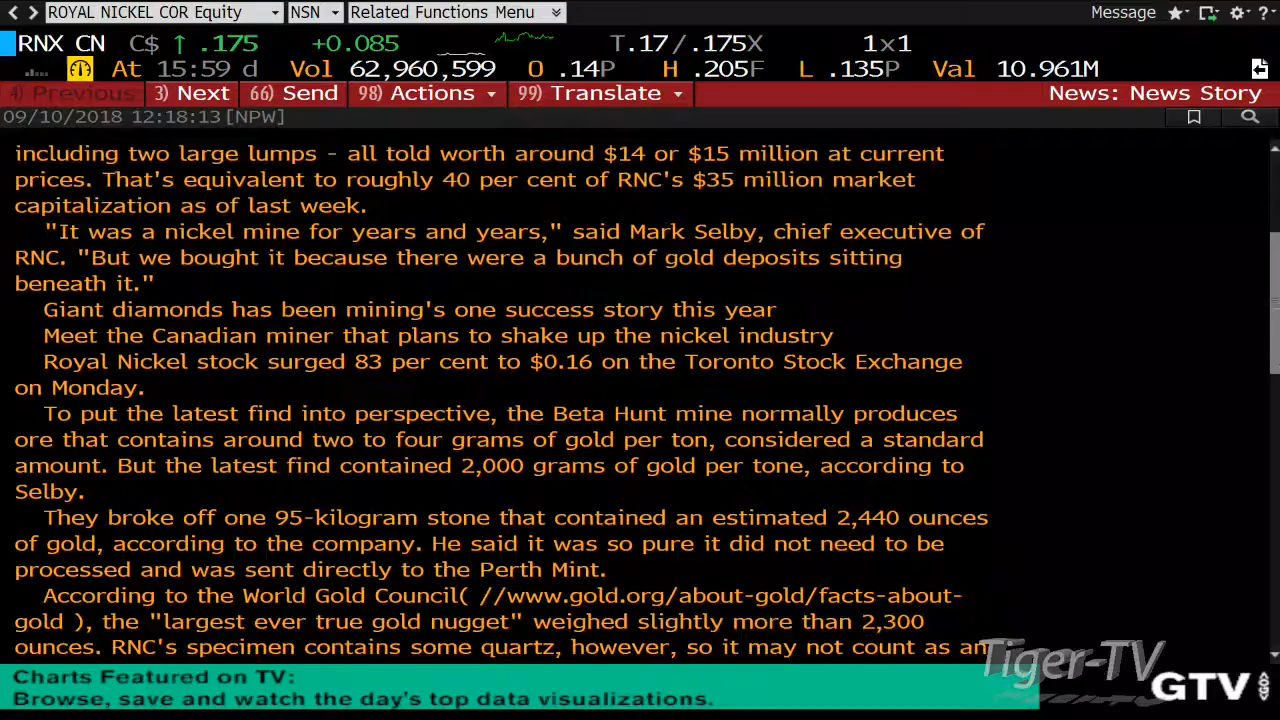 ROYAL NICKEL COR Equity NSN Related Functions Menu Message
RNX CN C$ ↑ .175 +0.085 T.17/.175X 1x1
At 15:59 d Vol 62,960,599 O .14P H .205F L .135P Val 10.961M
4) Previous 3) Next 66) Send 98) Actions 99) Translate News: News Story
09/10/2018 12:18:13 [NPW]
including two large lumps - all told worth around $14 or $15 million at current
prices. That's equivalent to roughly 40 per cent of RNC's $35 million market
capitalization as of last week.
"It was a nickel mine for years and years," said Mark Selby, chief executive of
RNC. "But we bought it because there were a bunch of gold deposits sitting
beneath it."
Giant diamonds has been mining's one success story this year
Meet the Canadian miner that plans to shake up the nickel industry
Royal Nickel stock surged 83 per cent to $0.16 on the Toronto Stock Exchange
on Monday.
To put the latest find into perspective, the Beta Hunt mine normally produces
ore that contains around two to four grams of gold per ton, considered a standard
amount. But the latest find contained 2,000 grams of gold per tone, according to
Selby.
They broke off one 95-kilogram stone that contained an estimated 2,440 ounces
of gold, according to the company. He said it was so pure it did not need to be
processed and was sent directly to the Perth Mint.
According to the World Gold Council( //www.gold.org/about-gold/facts-about-
gold ), the "largest ever true gold nugget" weighed slightly more than 2,300
ounces. RNC's specimen contains some quartz, however, so it may not count as an
Charts Featured on TV:
Browse, save and watch the day's top data visualizations.
Tiger-TV
GTV